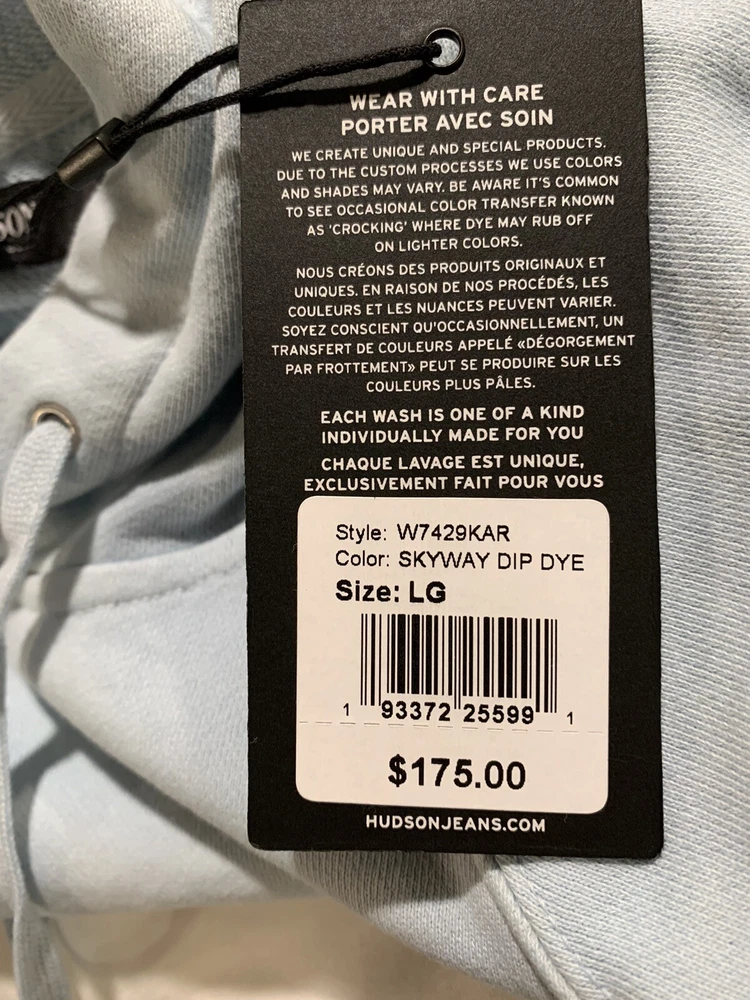 WEAR WITH CARE
PORTER AVEC SOIN
WE CREATE UNIQUE AND SPECIAL PRODUCTS.
DUE TO THE CUSTOM PROCESSES WE USE COLORS
AND SHADES MAY VARY. BE AWARE IT'S COMMON
TO SEE OCCASIONAL COLOR TRANSFER KNOWN
AS 'CROCKING' WHERE DYE MAY RUB OFF
ON LIGHTER COLORS.
NOUS CRÉONS DES PRODUITS ORIGINAUX ET
UNIQUES. EN RAISON DE NOS PROCÉDÉS, LES
COULEURS ET LES NUANCES PEUVENT VARIER.
SOYEZ CONSCIENT QU'OCCASIONNELLEMENT, UN
TRANSFERT DE COULEURS APPELÉ «DÉGORGEMENT
PAR FROTTEMENT» PEUT SE PRODUIRE SUR LES
COULEURS PLUS PÂLES.
EACH WASH IS ONE OF A KIND
INDIVIDUALLY MADE FOR YOU
CHAQUE LAVAGE EST UNIQUE,
EXCLUSIVEMENT FAIT POUR VOUS
Style: W7429KAR
Color: SKYWAY DIP DYE
Size: LG
1 93372 25599 1
$175.00
HUDSONJEANS.COM